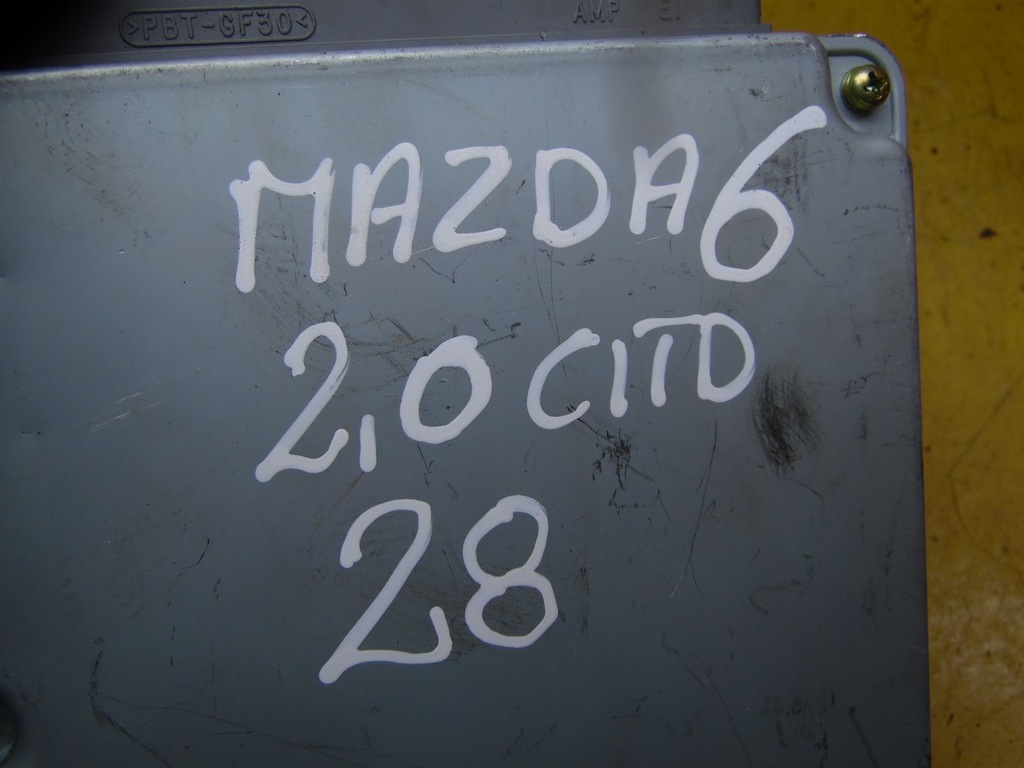 >PBT-GF30<
AMP
MAZDA6
2,0 CITD
28